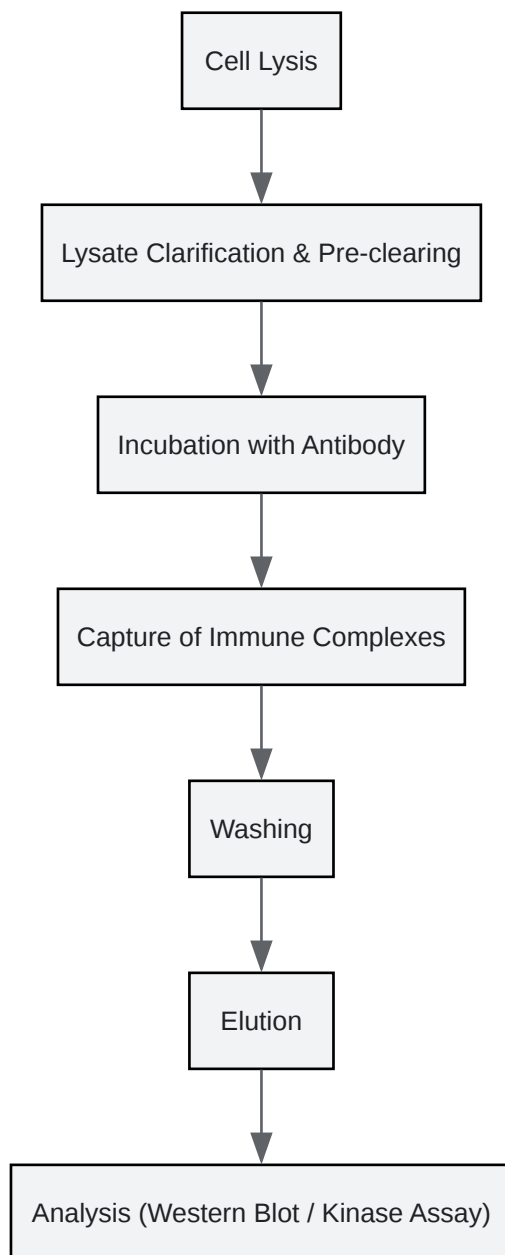 Cell Lysis
Lysate Clarification & Pre-clearing
Incubation with Antibody
Capture of Immune Complexes
Washing
Elution
Analysis (Western Blot / Kinase Assay)